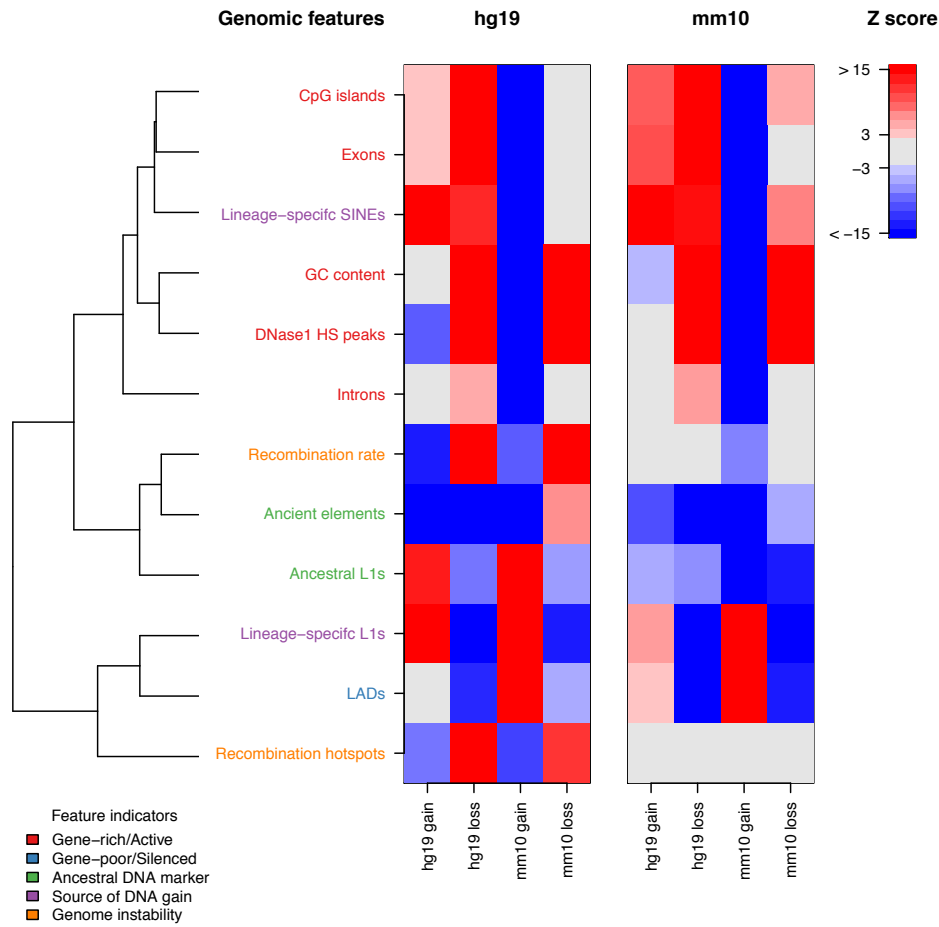 Genomic features hg19 mm10 Z score
CpG islands
Exons
Lineage−specifc SINEs
GC content
DNase1 HS peaks
Introns
Recombination rate
Ancient elements
Ancestral L1s
Lineage−specifc L1s
LADs
Recombination hotspots
> 15
3
−3
< −15
hg19 gain
hg19 loss
mm10 gain
mm10 loss
hg19 gain
hg19 loss
mm10 gain
mm10 loss
Feature indicators
Gene−rich/Active
Gene−poor/Silenced
Ancestral DNA marker
Source of DNA gain
Genome instability